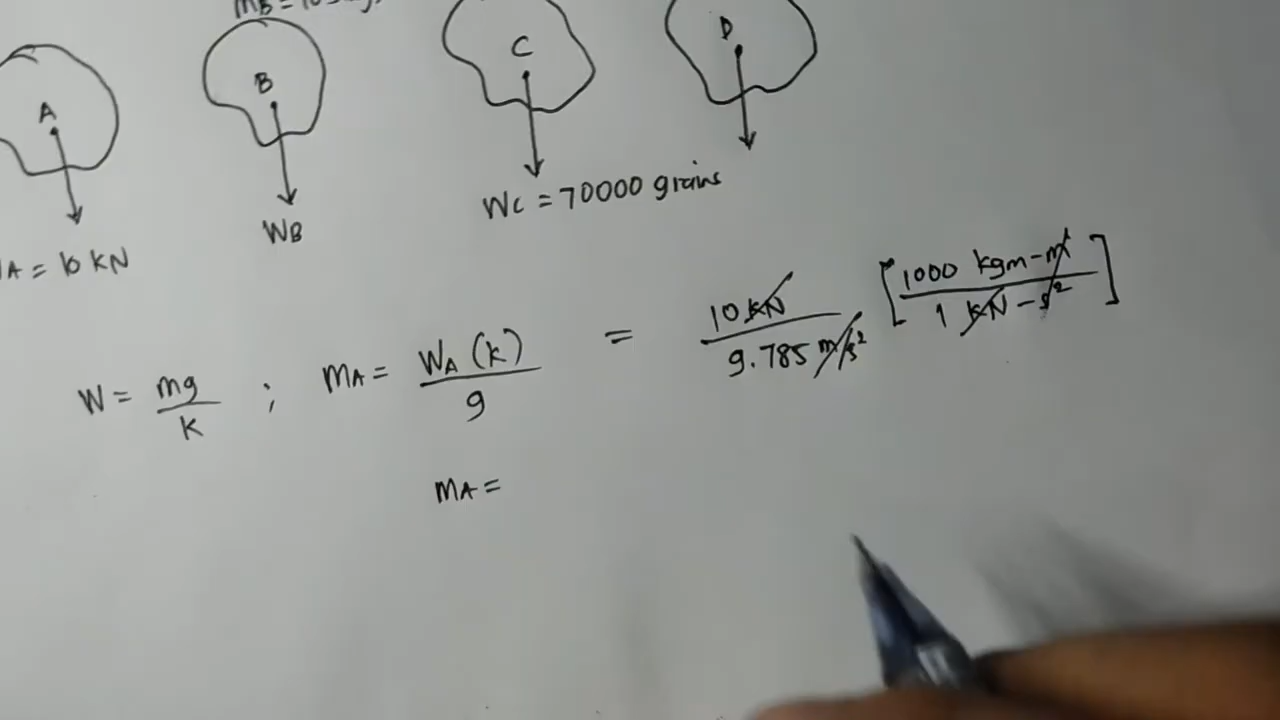 A
B
C
D
WB
WC = 70000 grains
A = 10 KN
W = mg/K ; MA = WA (K)/g = 10 KN/9.785 m/s² [1000 kgm-m/1 KN-s²]
MA =